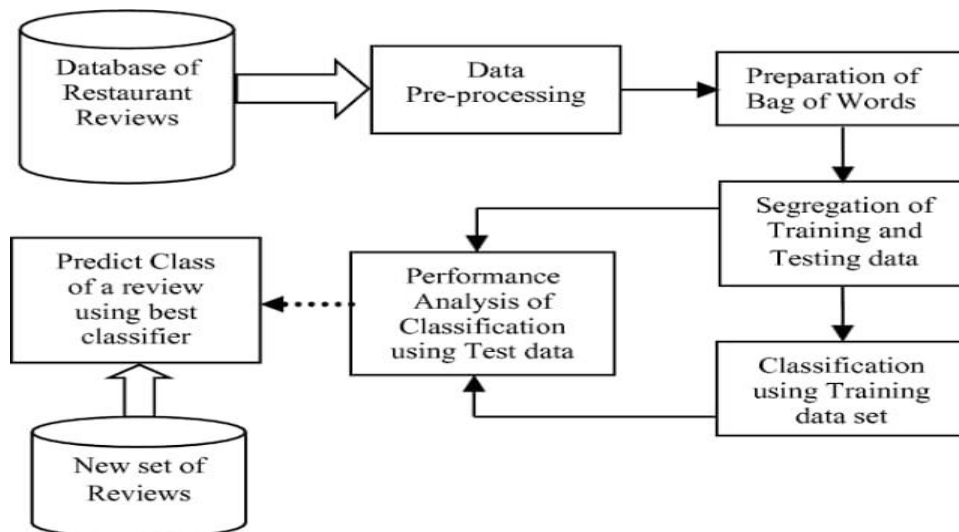 Database of
Restaurant
Reviews
Data
Pre-processing
Preparation of
Bag of Words
Segregation of
Training and
Testing data
Predict Class
of a review
using best
classifier
Performance
Analysis of
Classification
using Test data
Classification
using Training
data set
New set of
Reviews